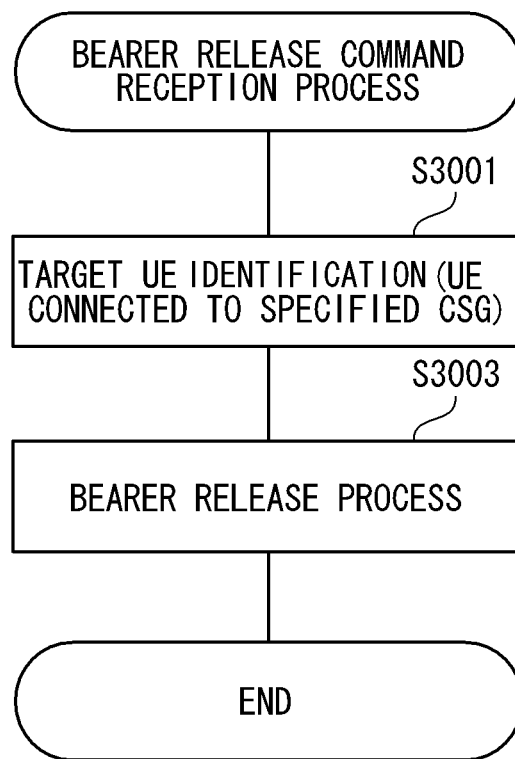 BEARER RELEASE COMMAND
RECEPTION PROCESS
S3001
TARGET UE IDENTIFICATION (UE
CONNECTED TO SPECIFIED CSG)
S3003
BEARER RELEASE PROCESS
END